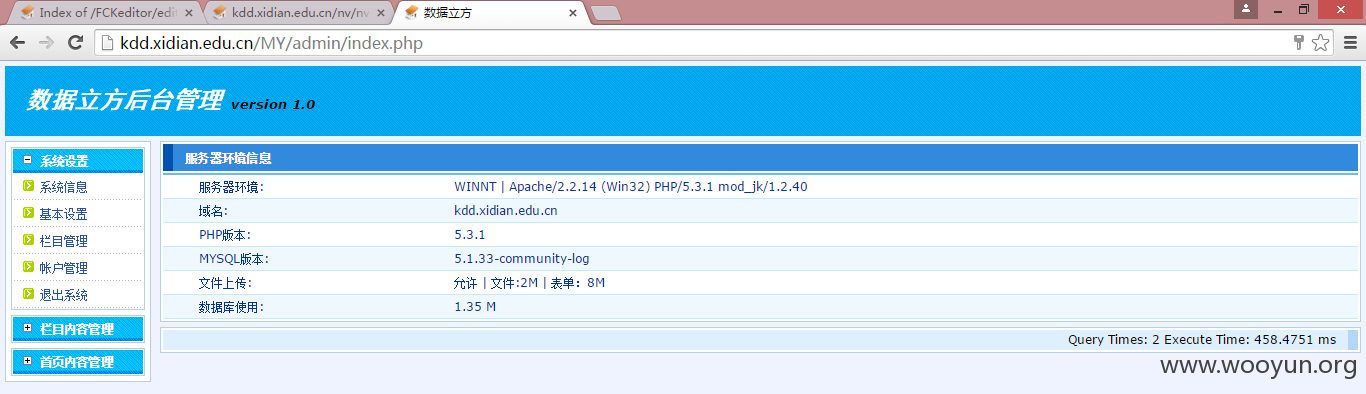 Index of /FCKeditor/edi
kdd.xidian.edu.cn/nv/nv
数据立方
kdd.xidian.edu.cn/MY/admin/index.php
数据立方后台管理 version 1.0
系统设置
系统信息
基本设置
栏目管理
帐户管理
退出系统
栏目内容管理
首页内容管理
服务器环境信息
服务器环境: WINNT | Apache/2.2.14 (Win32) PHP/5.3.1 mod_jk/1.2.40
域名: kdd.xidian.edu.cn
PHP版本: 5.3.1
MYSQL版本: 5.1.33-community-log
文件上传: 允许 | 文件:2M | 表单：8M
数据库使用: 1.35 M
Query Times: 2 Execute Time: 458.4751 ms
www.wooyun.org